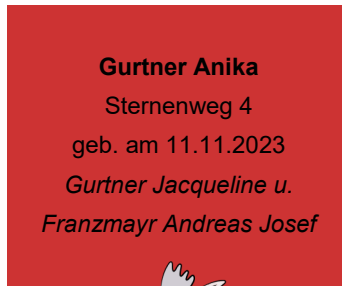 Gurtner Anika
Sternenweg 4
geb. am 11.11.2023
Gurtner Jacqueline u.
Franzmayr Andreas Josef